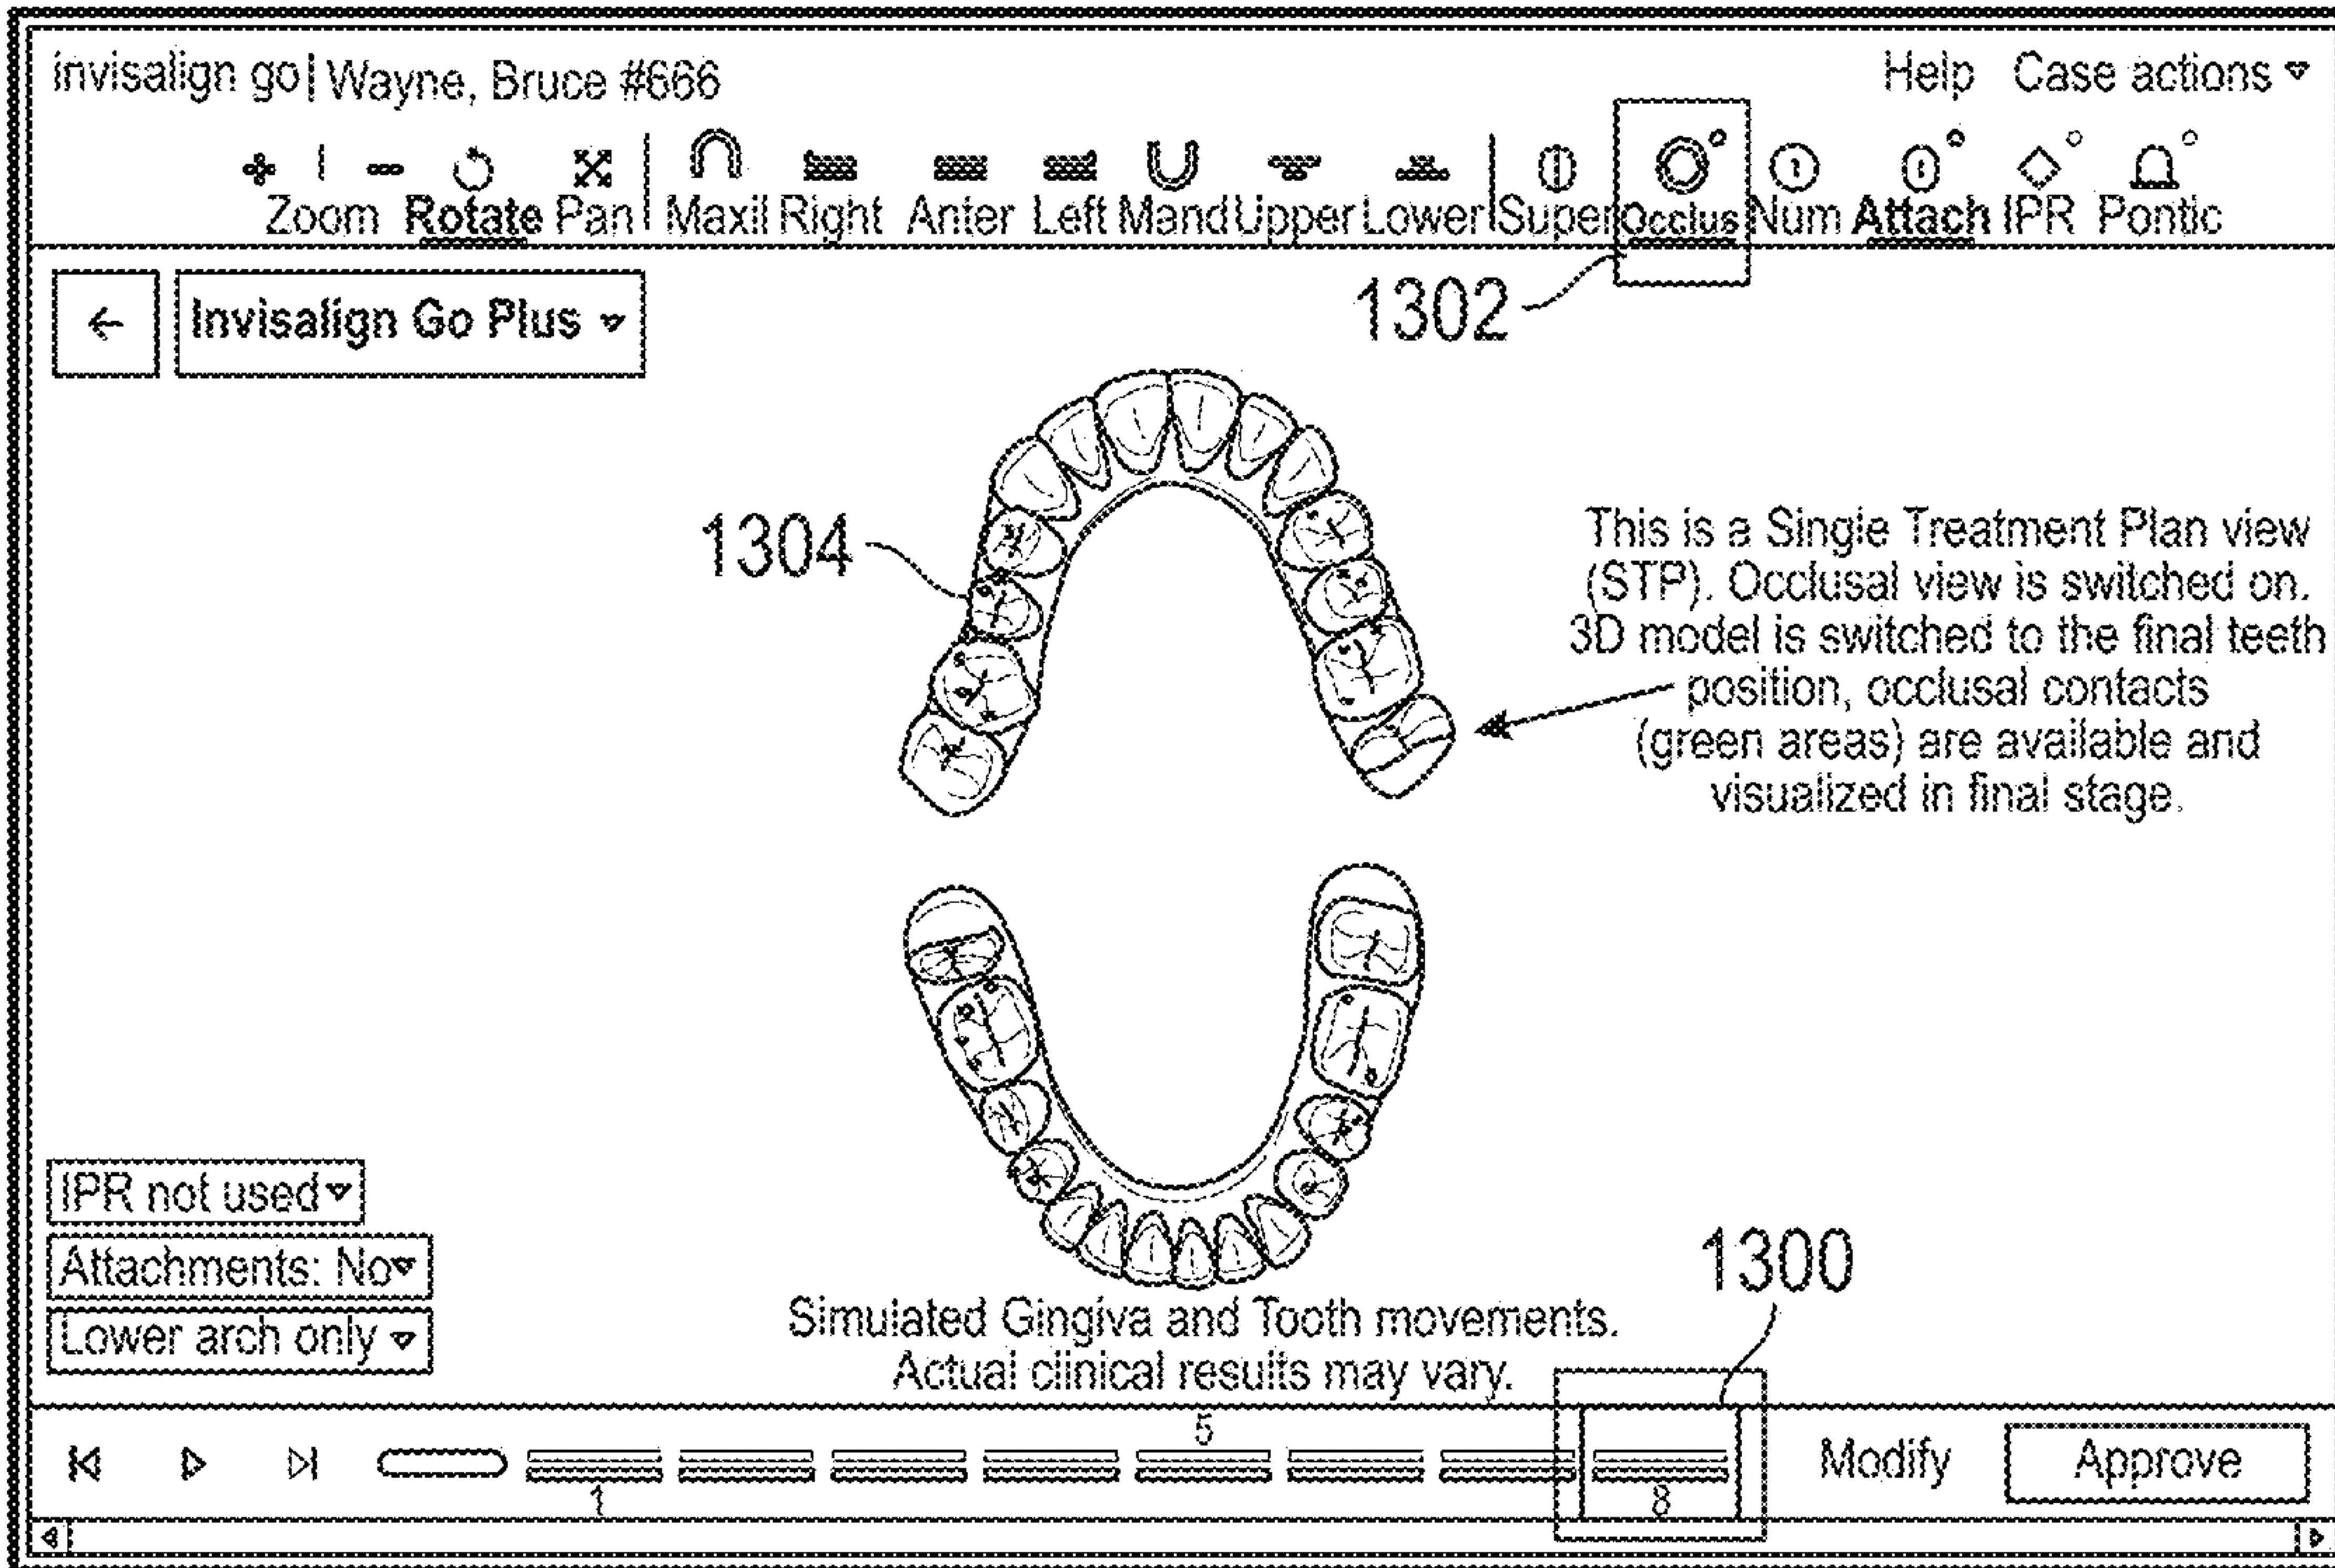 invisalign go| Wayne, Bruce #666
Help Case actions
Zoom Rotate Pan Maxil Right Anter Left Mand Upper Lower Super Occlus Num Attach IPR Pontic
Invisalign Go Plus
1302
1304
This is a Single Treatment Plan view
(STP). Occlusal view is switched on.
3D model is switched to the final teeth
position, occlusal contacts
(green areas) are available and
visualized in final stage.
IPR not used
Attachments: No
Lower arch only
1300
Simulated Gingiva and Tooth movements.
Actual clinical results may vary.
5
1
8
Modify
Approve